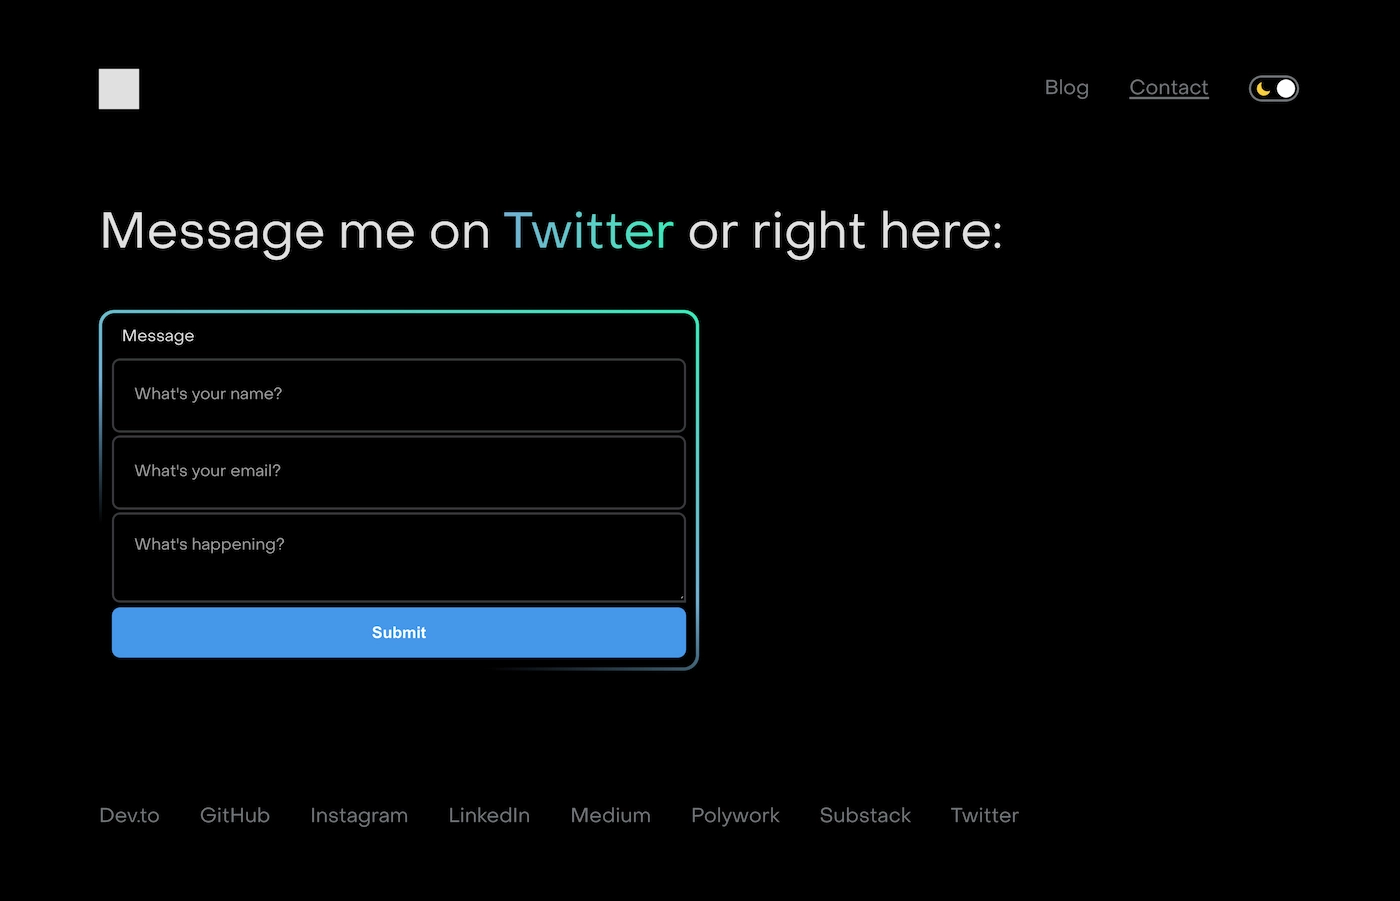 Blog Contact
Message me on Twitter or right here:
Message
What's your name?
What's your email?
What's happening?
Submit
Dev.to GitHub Instagram LinkedIn Medium Polywork Substack Twitter